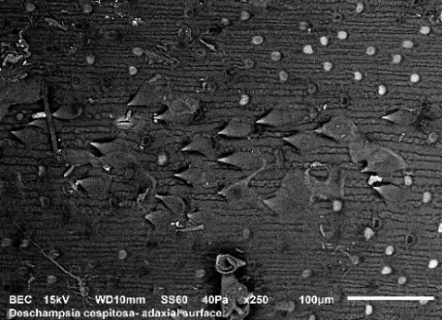 BEC 15kV WD10mm SS60 40Pa x250 100µm
Deschampsia cespitosa- adaxial surface.